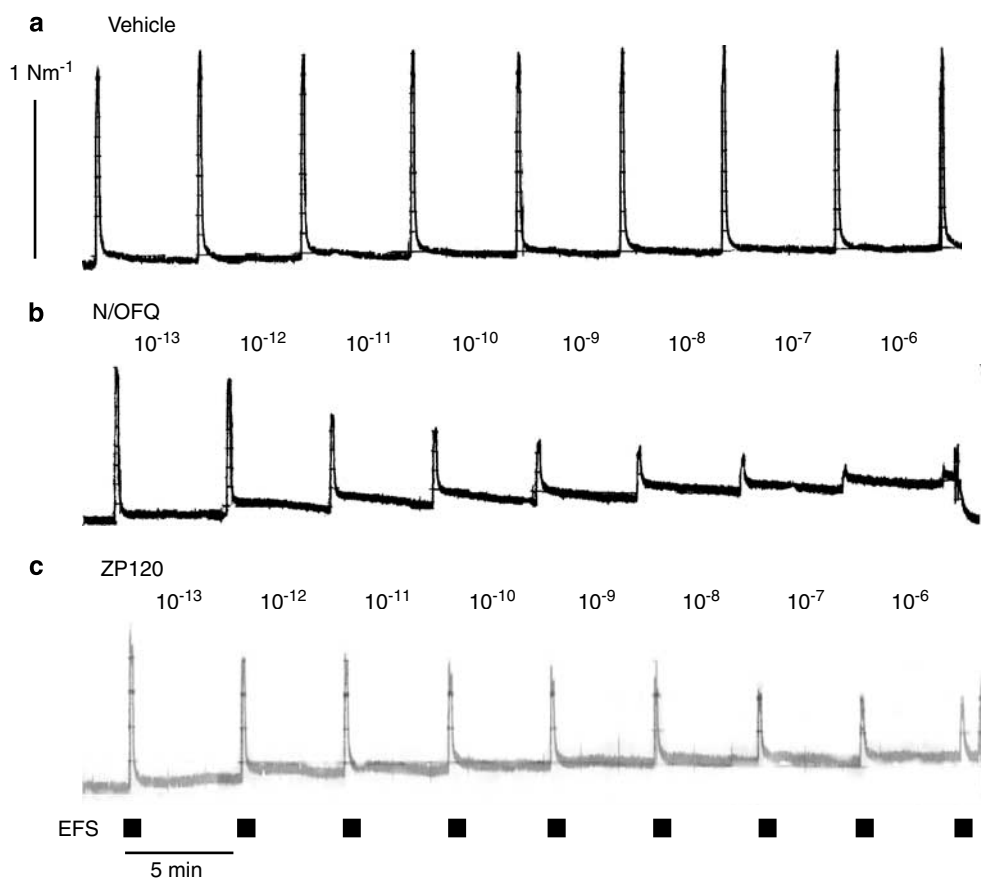 a Vehicle
1 Nm⁻¹
b N/OFQ
10⁻¹³ 10⁻¹² 10⁻¹¹ 10⁻¹⁰ 10⁻⁹ 10⁻⁸ 10⁻⁷ 10⁻⁶
c ZP120
10⁻¹³ 10⁻¹² 10⁻¹¹ 10⁻¹⁰ 10⁻⁹ 10⁻⁸ 10⁻⁷ 10⁻⁶
EFS
5 min